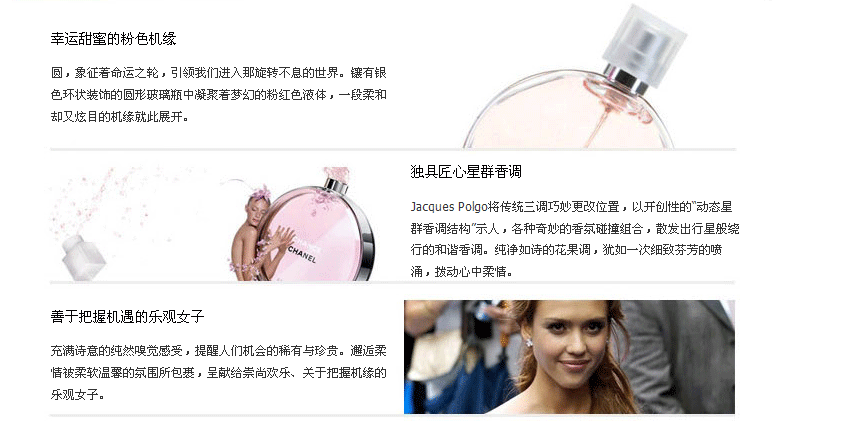 幸运甜蜜的粉色机缘
圆，象征着命运之轮，引领我们进入那旋转不息的世界。镶有银
色环状装饰的圆形玻璃瓶中凝聚着梦幻的粉红色液体，一段柔和
却又炫目的机缘就此展开。
CHANEL
独具匠心星群香调
Jacques Polgo将传统三调巧妙更改位置，以开创性的“动态星
群香调结构”示人，各种奇妙的香氛碰撞组合，散发出行星般绕
行的和谐香调。纯净如诗的花果调，犹如一次细致芬芳的喷
涌，拨动心中柔情。
善于把握机遇的乐观女子
充满诗意的纯然嗅觉感受，提醒人们机会的稀有与珍贵。邂逅柔
情被柔软温馨的氛围所包裹，呈献给崇尚欢乐、关于把握机缘的
乐观女子。